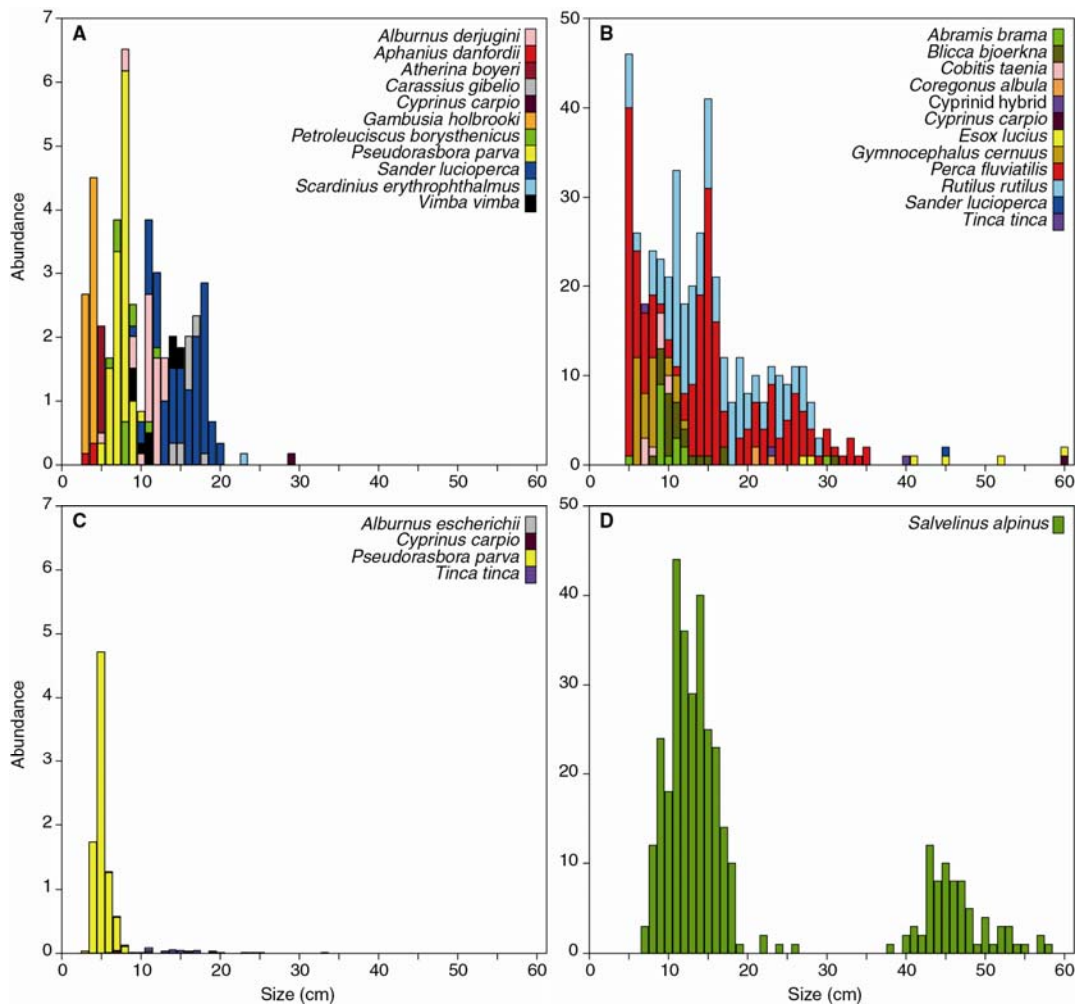 A
Alburnus derjugini
Aphanius danfordii
Atherina boyeri
Carassius gibelio
Cyprinus carpio
Gambusia holbrooki
Petroleuciscus borysthenicus
Pseudorasbora parva
Sander lucioperca
Scardinius erythrophthalmus
Vimba vimba
7
6
5
4
3
2
1
0
Abundance
0 10 20 30 40 50 60
B
Abramis brama
Blicca bjoerkna
Cobitis taenia
Coregonus albula
Cyprinid hybrid
Cyprinus carpio
Esox lucius
Gymnocephalus cernuus
Perca fluviatilis
Rutilus rutilus
Sander lucioperca
Tinca tinca
50
40
30
20
10
0
0 10 20 30 40 50 60
C
Alburnus escherichii
Cyprinus carpio
Pseudorasbora parva
Tinca tinca
7
6
5
4
3
2
1
0
Abundance
0 10 20 30 40 50 60
Size (cm)
D
Salvelinus alpinus
50
40
30
20
10
0
0 10 20 30 40 50 60
Size (cm)